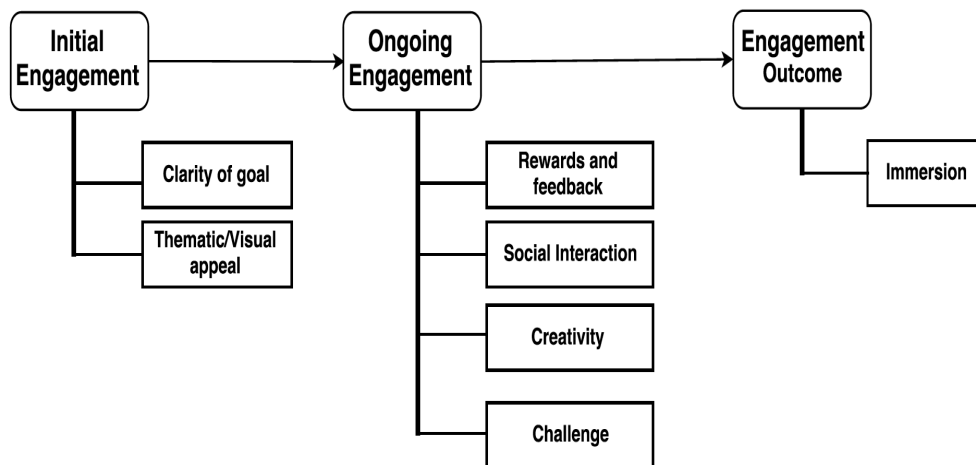 Initial
Engagement
Ongoing
Engagement
Engagement
Outcome
Clarity of goal
Thematic/Visual
appeal
Rewards and
feedback
Social Interaction
Creativity
Challenge
Immersion